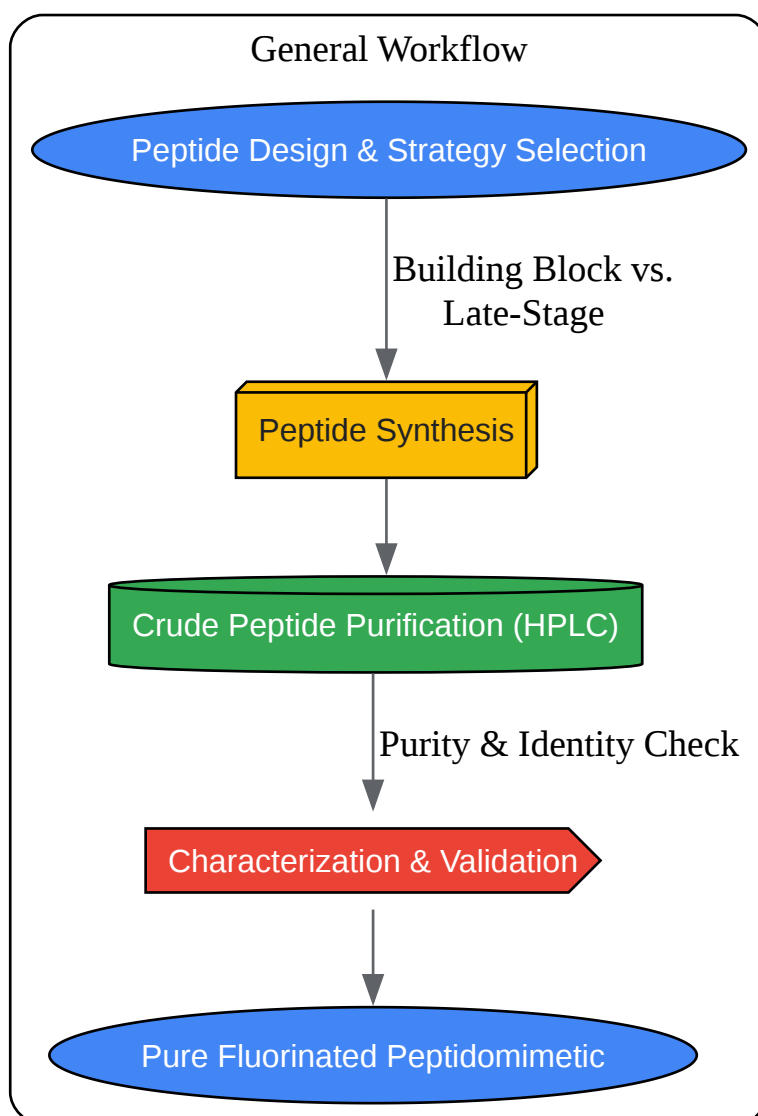 General Workflow
Peptide Design & Strategy Selection
Building Block vs.
Late-Stage
Peptide Synthesis
Crude Peptide Purification (HPLC)
Purity & Identity Check
Characterization & Validation
Pure Fluorinated Peptidomimetic